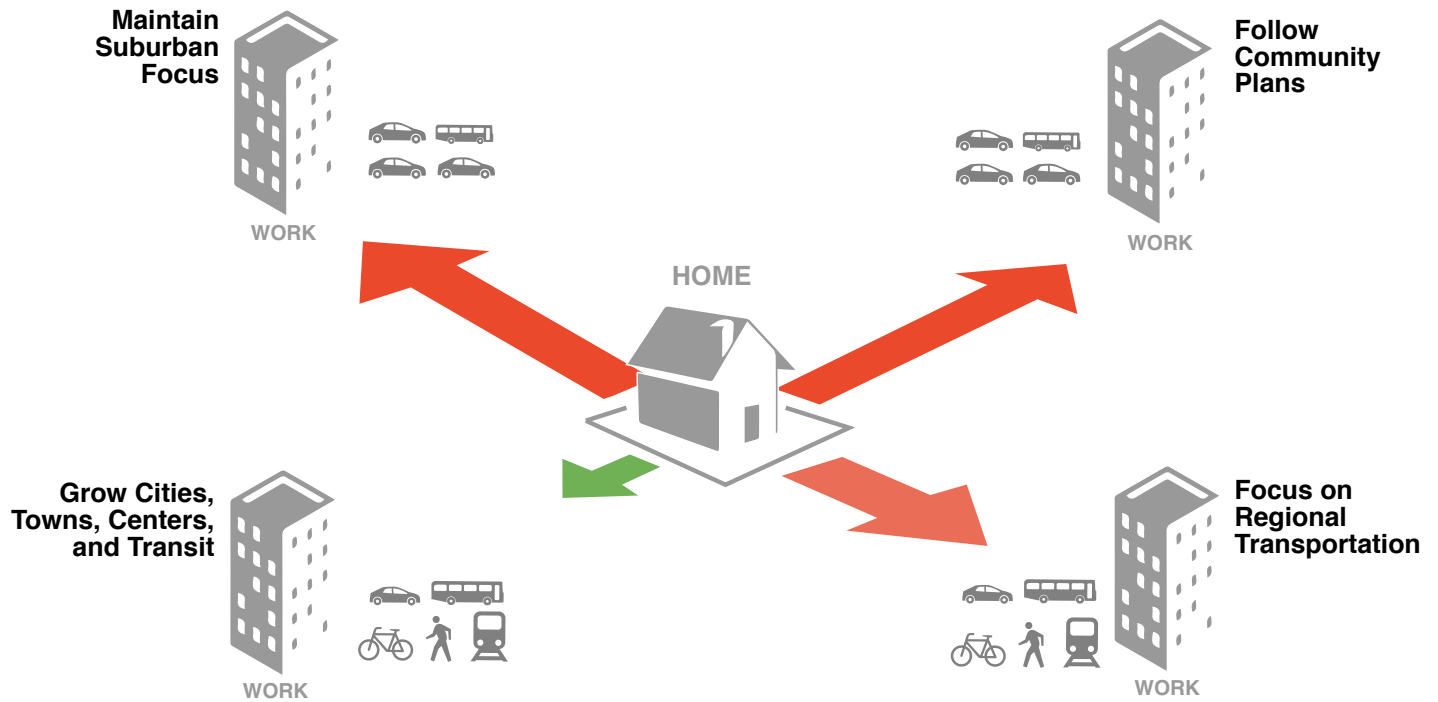 Maintain
Suburban
Focus
WORK
Follow
Community
Plans
WORK
HOME
Grow Cities,
Towns, Centers,
and Transit
WORK
Focus on
Regional
Transportation
WORK